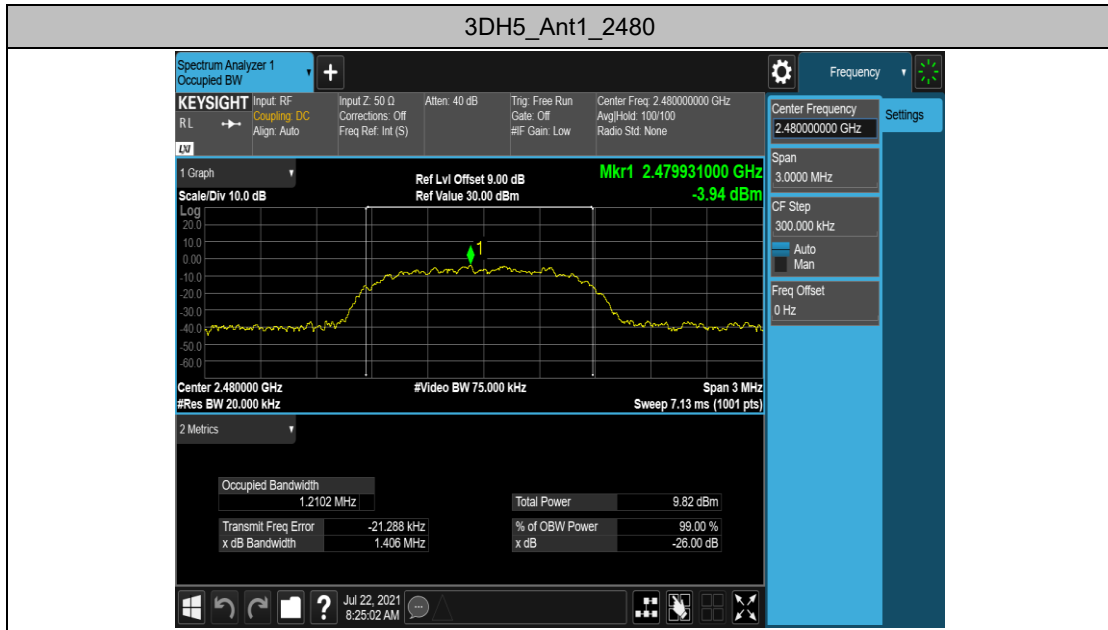 3DH5_Ant1_2480
Spectrum Analyzer 1
Occupied BW
+
Frequency
KEYSIGHT
R L
LXI
Input: RF
Coupling: DC
Align: Auto
Input Z: 50 Ω
Corrections: Off
Freq Ref: Int (S)
Atten: 40 dB
Trig: Free Run
Gate: Off
#IF Gain: Low
Center Freq: 2.480000000 GHz
Avg|Hold: 100/100
Radio Std: None
Center Frequency
2.480000000 GHz
Settings
Span
3.0000 MHz
CF Step
300.000 kHz
Auto
Man
Freq Offset
0 Hz
1 Graph
Scale/Div 10.0 dB
Ref Lvl Offset 9.00 dB
Ref Value 30.00 dBm
Mkr1 2.479931000 GHz
-3.94 dBm
Log
20.0
10.0
0.00
-10.0
-20.0
-30.0
-40.0
-50.0
-60.0
1
Center 2.480000 GHz
#Res BW 20.000 kHz
#Video BW 75.000 kHz
Span 3 MHz
Sweep 7.13 ms (1001 pts)
2 Metrics
Occupied Bandwidth
1.2102 MHz
Total Power 9.82 dBm
Transmit Freq Error -21.288 kHz
% of OBW Power 99.00 %
x dB Bandwidth 1.406 MHz
x dB -26.00 dB
?
Jul 22, 2021
8:25:02 AM